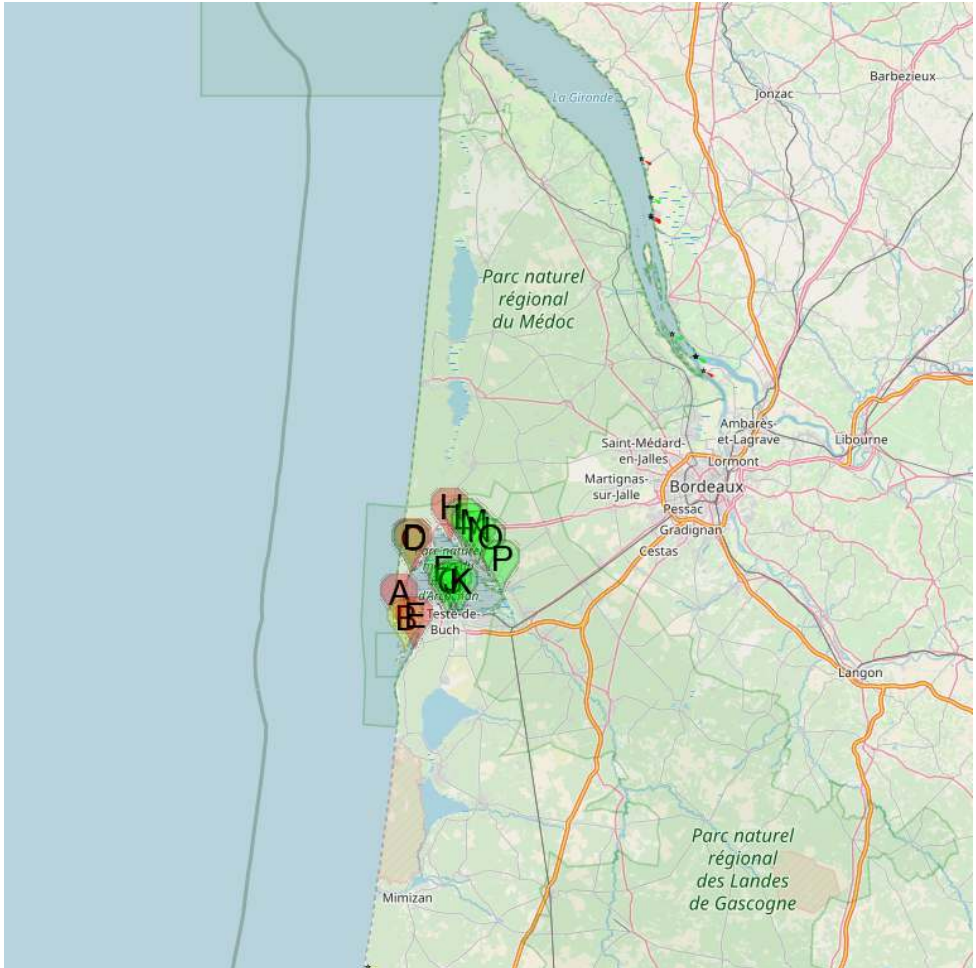 Barbezieux
Jonzac
La Gironde
Parc naturel
régional
du Médoc
Ambarès-
et-Lagrave
Saint-Médard-
en-Jalles
Libourne
Lormont
Martignas-
sur-Jalle
Bordeaux
Pessac
Gradignan
Cestas
H
M
O
D
P
K
A
B
E
d'Arcachon
Teste-de-
Buch
Langon
Parc naturel
régional
des Landes
de Gascogne
Mimizan